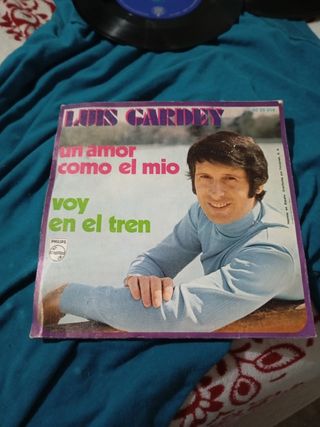 LUIS GARDEY
un amor
como el mio
voy
en el tren
PHILIPS